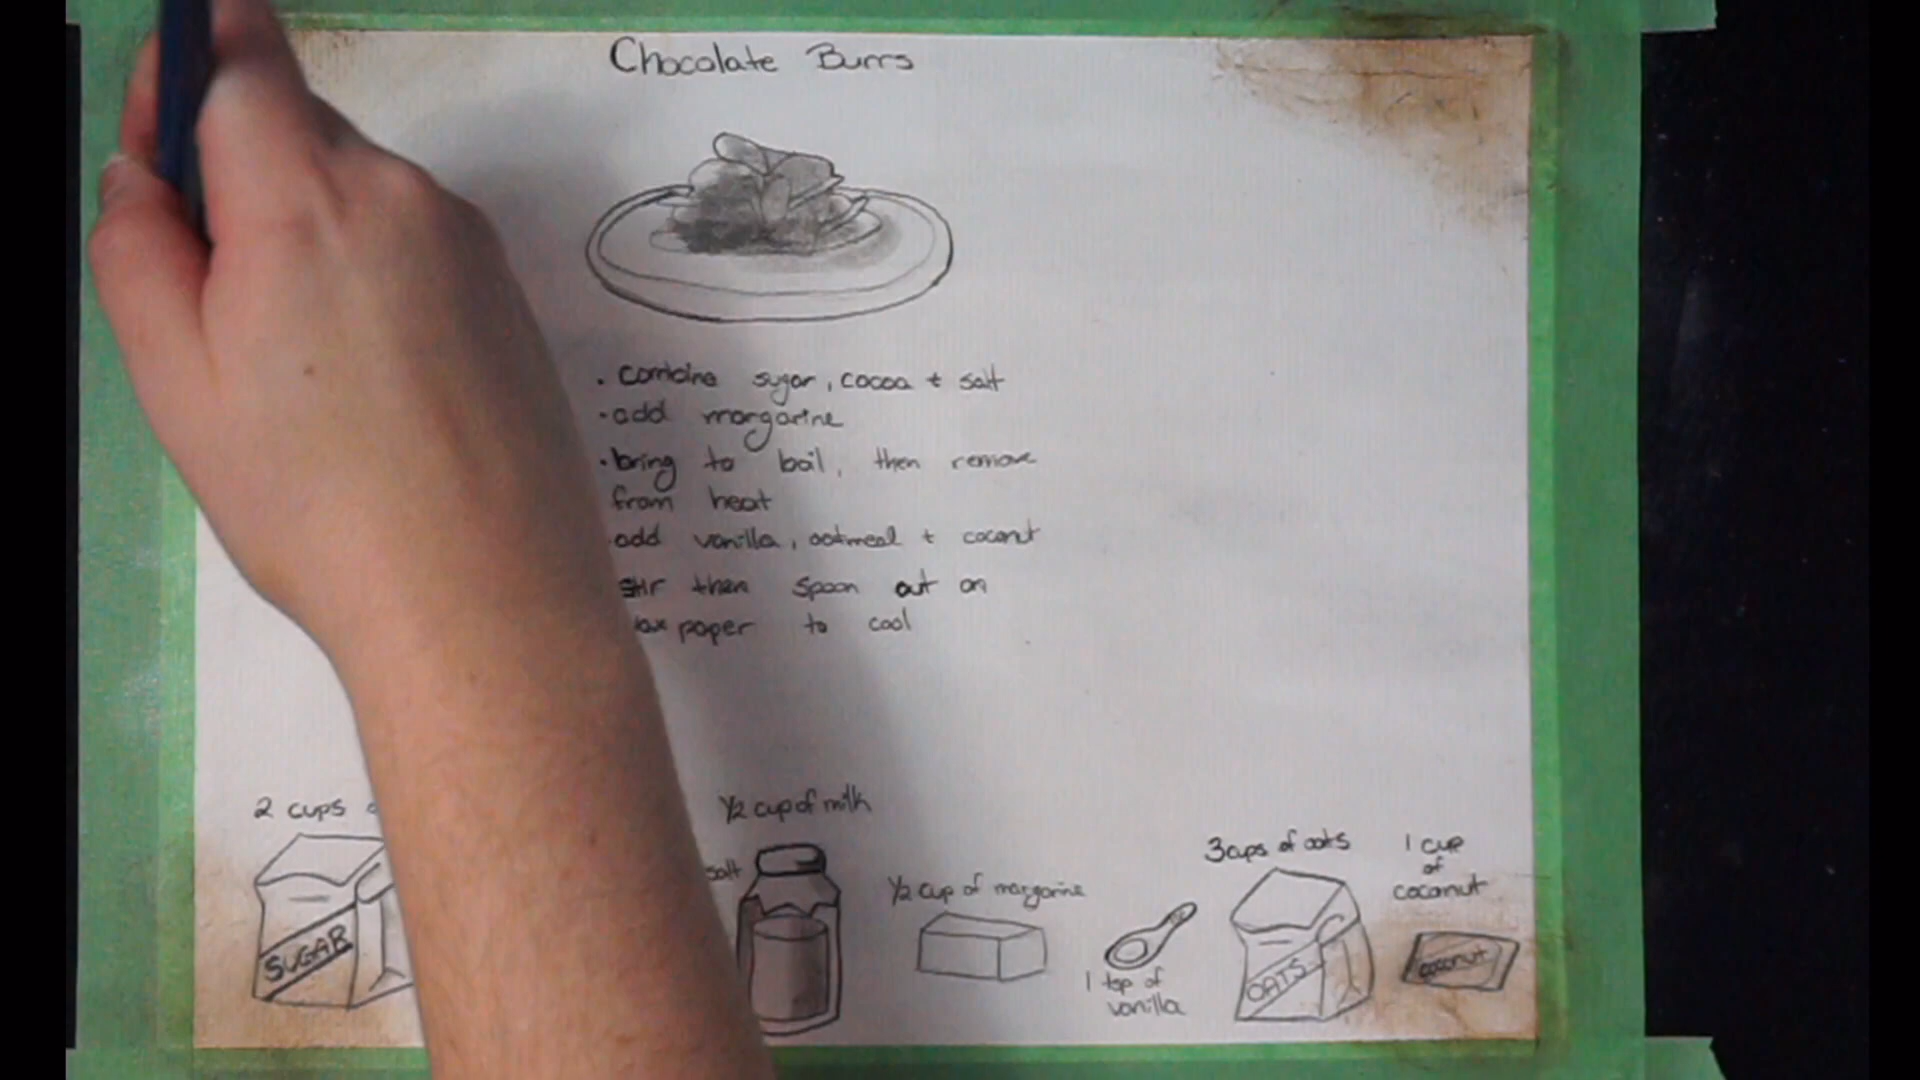 Chocolate Burrs
• combine sugar, cocoa + salt
• add margarine
• bring to boil, then remove
from heat
• add vanilla, oatmeal + coconut
stir then spoon out on
wax paper to cool
2 cups
1/2 cup of milk
salt
1/2 cup of margarine
3 cups of oats
1 cup
of
coconut
SUGAR
OATS
coconut
1 tsp of
vanilla